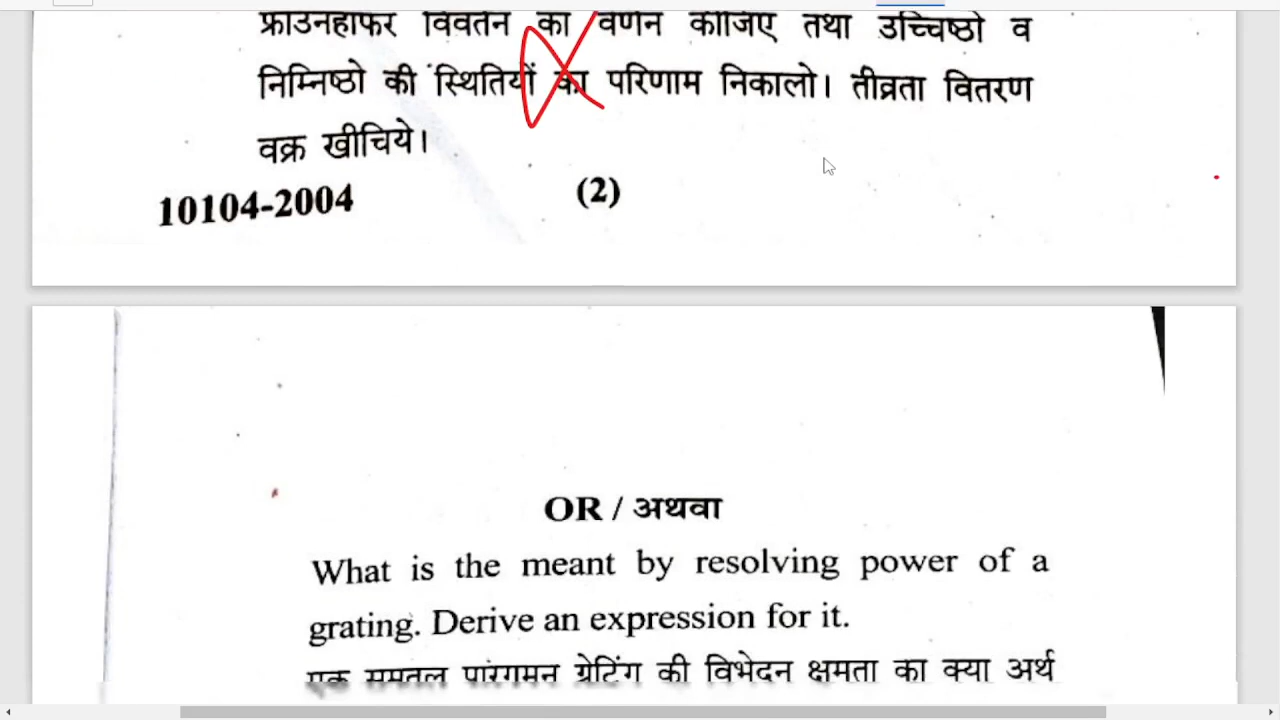 फ्राउनहाफर विवर्तन का वर्णन कीजिए तथा उच्चिष्ठो व
निम्निष्ठो की स्थितियों का परिणाम निकालो। तीव्रता वितरण
वक्र खीचिये।
10104-2004 (2)
OR / अथवा
What is the meant by resolving power of a
grating. Derive an expression for it.
एक समतल पारगमन ग्रेटिंग की विभेदन क्षमता का क्या अर्थ